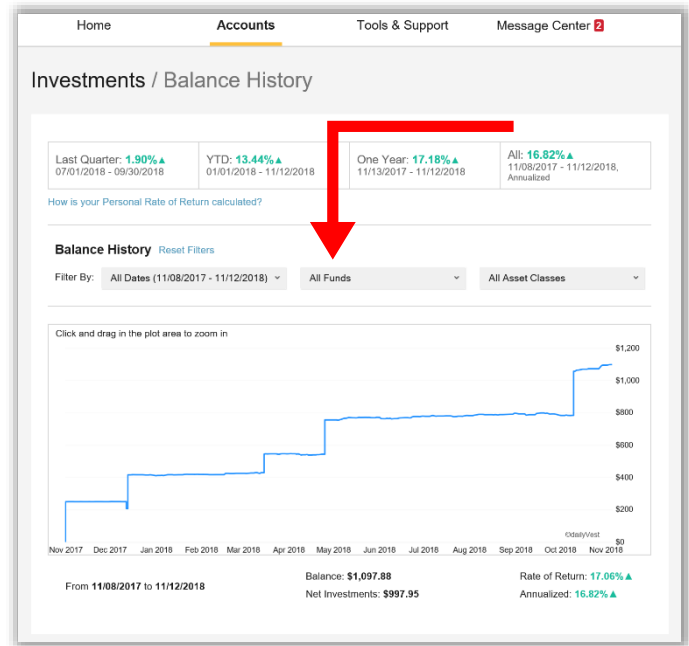 Home Accounts Tools & Support Message Center 2
Investments / Balance History
Last Quarter: 1.90%▲ YTD: 13.44%▲ One Year: 17.18%▲ All: 16.82%▲
07/01/2018 - 09/30/2018 01/01/2018 - 11/12/2018 11/13/2017 - 11/12/2018 11/08/2017 - 11/12/2018,
Annualized
How is your Personal Rate of Return calculated?
Balance History Reset Filters
Filter By: All Dates (11/08/2017 - 11/12/2018) All Funds All Asset Classes
Click and drag in the plot area to zoom in
$1,200
$1,000
$800
$600
$400
$200
©dailyVest
$0
Nov 2017 Dec 2017 Jan 2018 Feb 2018 Mar 2018 Apr 2018 May 2018 Jun 2018 Jul 2018 Aug 2018 Sep 2018 Oct 2018 Nov 2018
From 11/08/2017 to 11/12/2018
Balance: $1,097.88 Rate of Return: 17.06%▲
Net Investments: $997.95 Annualized: 16.82%▲